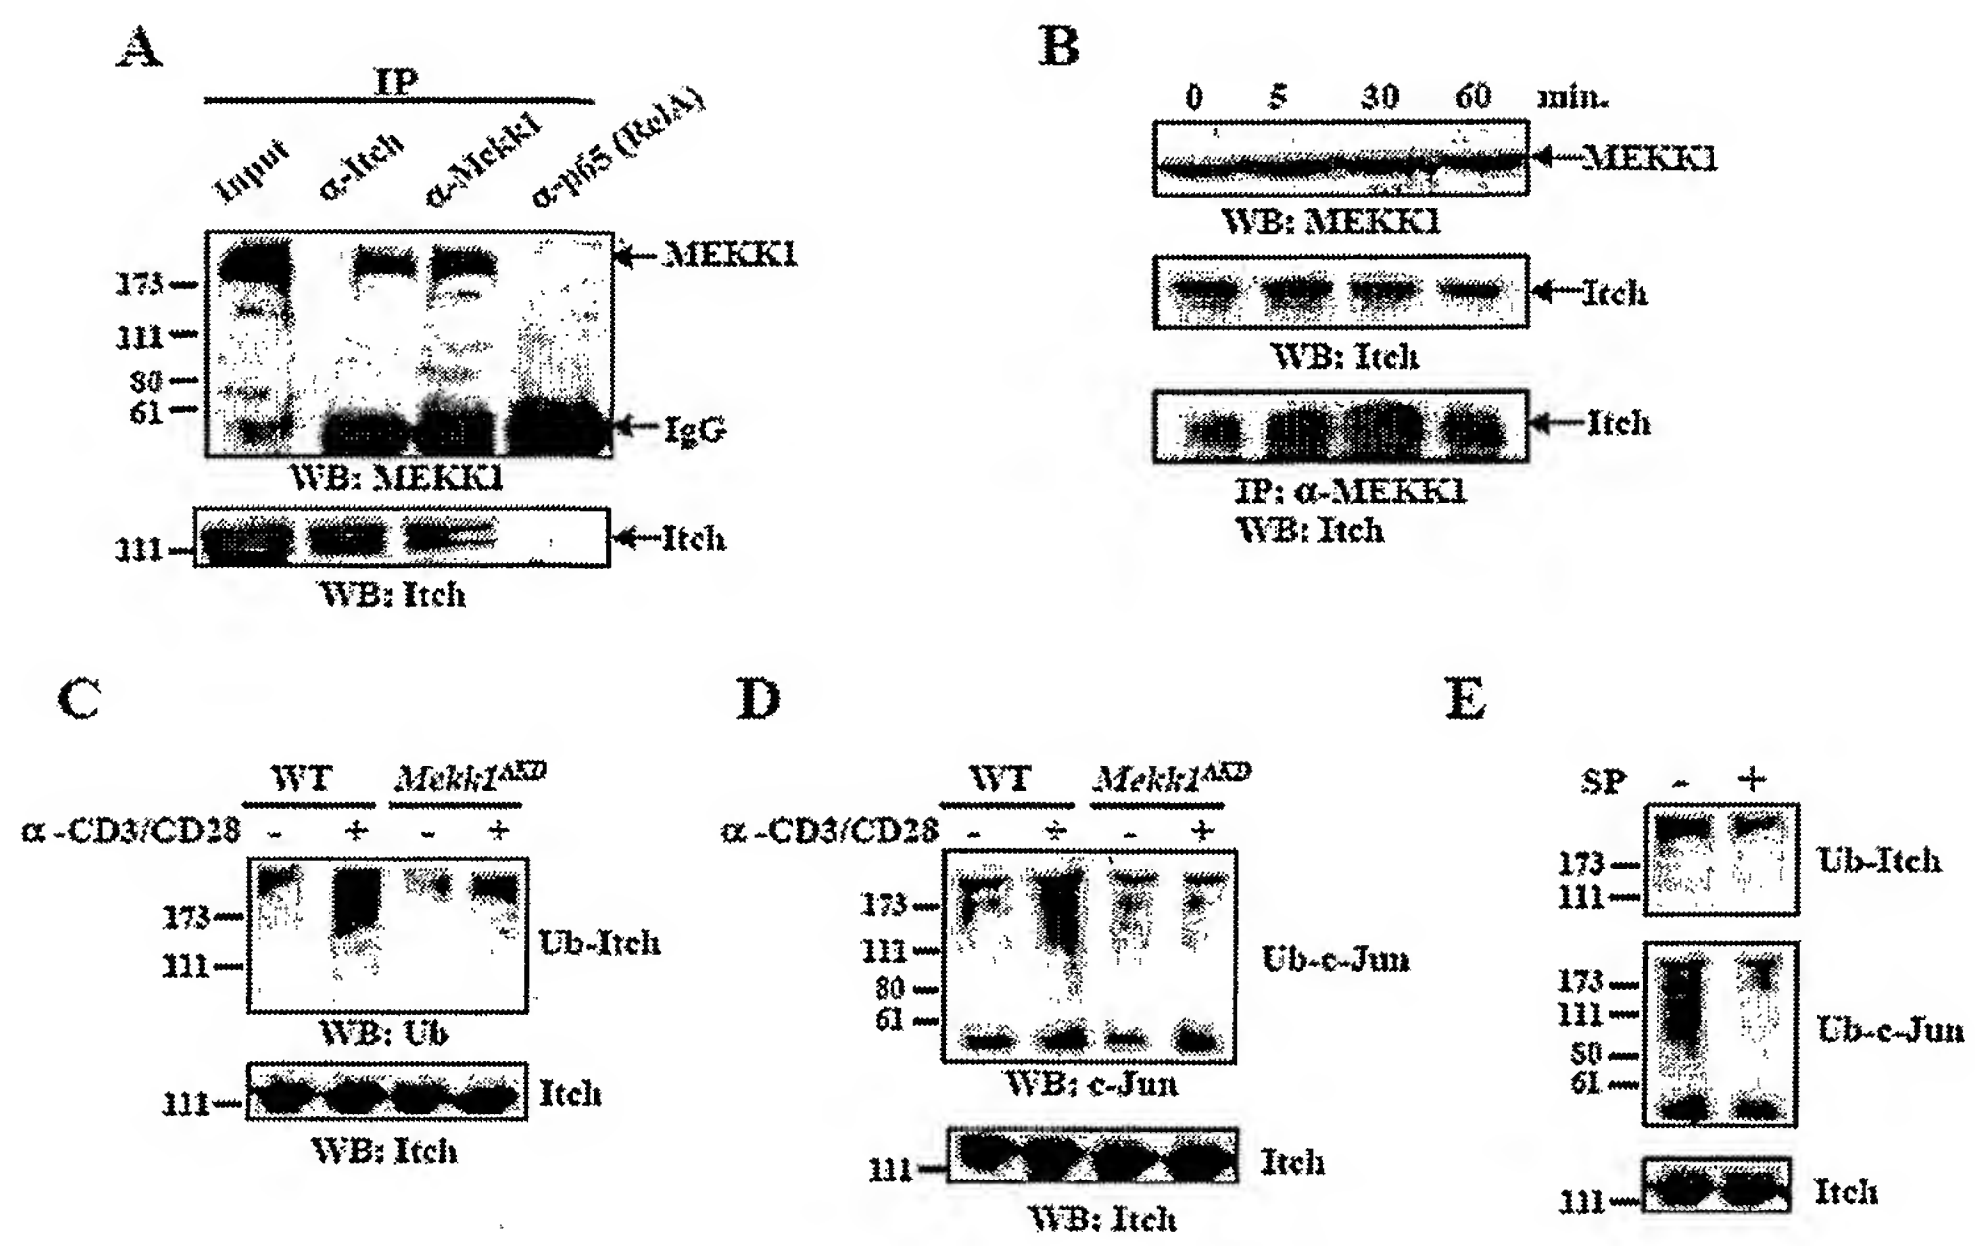 A
IP
Input
α-Itch
α-Mekk1
α-p65 (RelA)
MEKK1
173
111
80
61
IgG
WB: MEKK1
111
Itch
WB: Itch
B
0 5 30 60 min.
MEKK1
WB: MEKK1
Itch
WB: Itch
Itch
IP: α-MEKK1
WB: Itch
C
WT Mekk1ΔKD
α-CD3/CD28 - + - +
173
111
Ub-Itch
WB: Ub
111
Itch
WB: Itch
D
WT Mekk1ΔKD
α-CD3/CD28 - + - +
173
111
80
61
Ub-c-Jun
WB: c-Jun
111
Itch
WB: Itch
E
SP - +
173
111
Ub-Itch
173
111
80
61
Ub-c-Jun
111
Itch